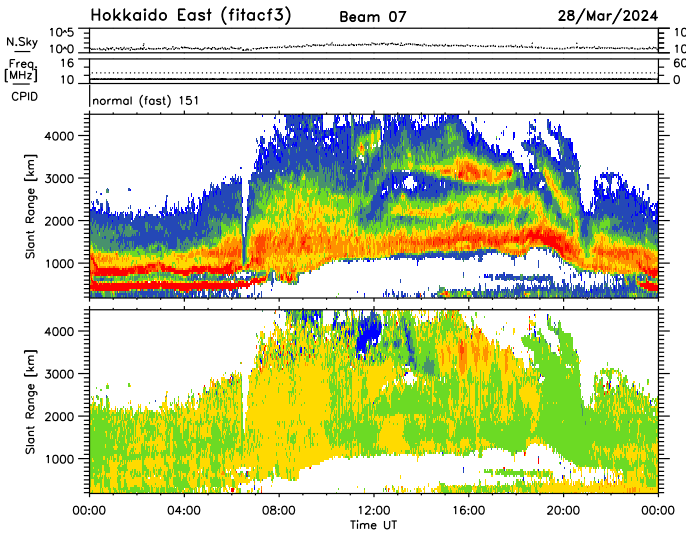 Hokkaido East (fitacf3) Beam 07 28/Mar/2024
N.Sky 10^5 10^0 10 10
Freq. [MHz] 16 10 60 0
CPID normal (fast) 151
Slant Range [km] 4000 3000 2000 1000
Slant Range [km] 4000 3000 2000 1000
00:00 04:00 08:00 12:00 16:00 20:00 00:00
Time UT